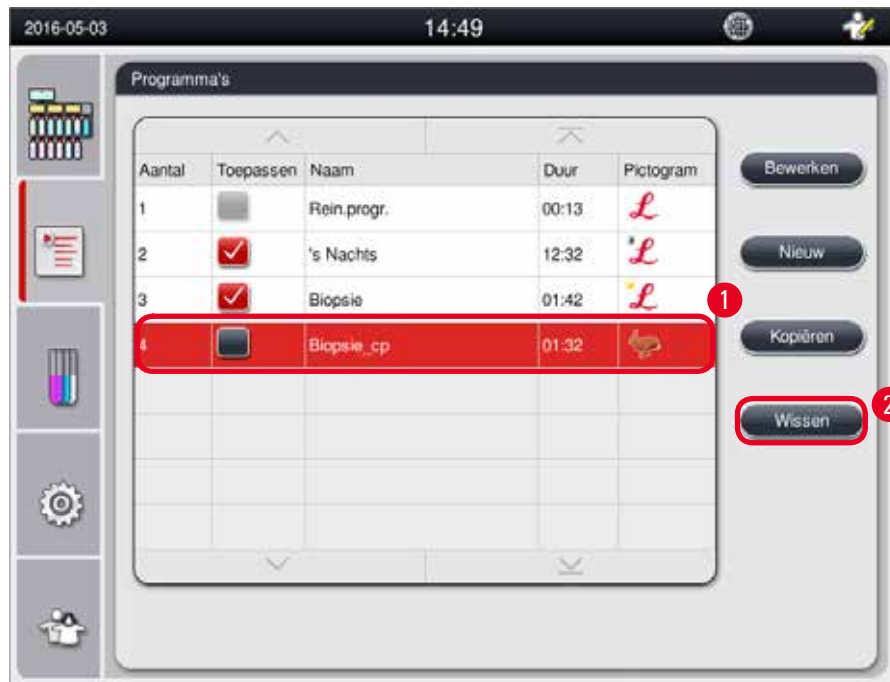 2016-05-03 14:49
Programma's
Aantal Toepassen Naam Duur Pictogram
1 Rein.progr. 00:13 L
2 's Nachts 12:32 L
3 Biopsie 01:42 L
4 Biopsie_cp 01:32
Bewerken
Nieuw
1
Kopiëren
2
Wissen